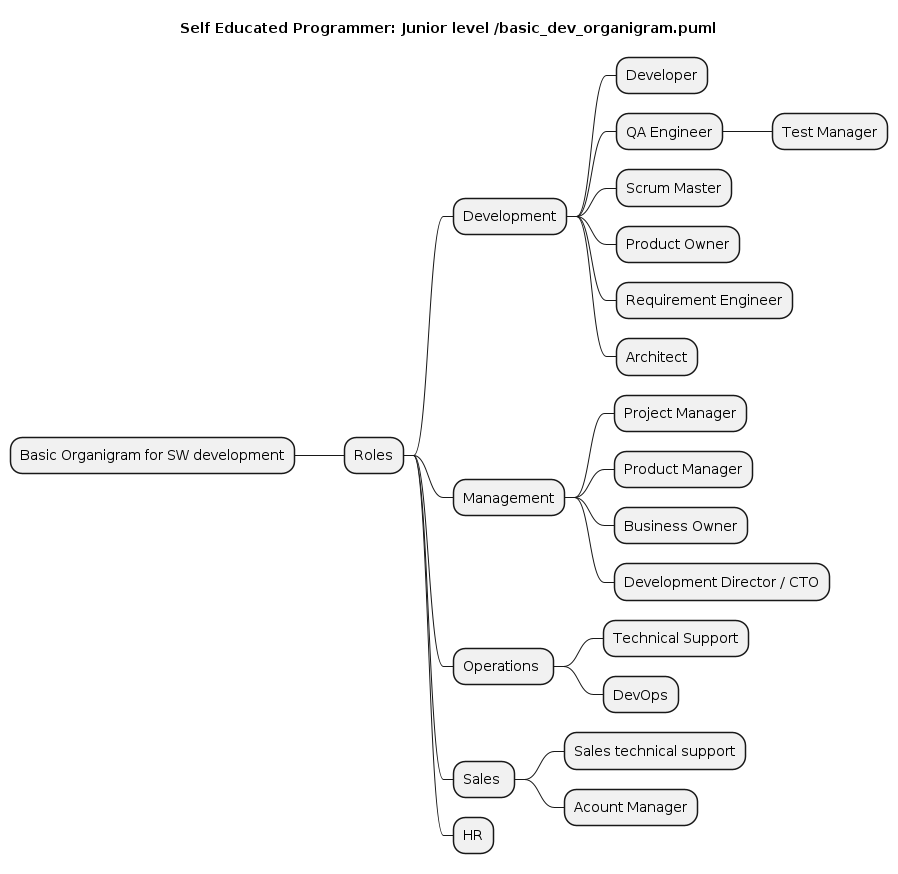 Self Educated Programmer: Junior level /basic_dev_organigram.puml
Basic Organigram for SW development
Roles
Development
Developer
QA Engineer
Test Manager
Scrum Master
Product Owner
Requirement Engineer
Architect
Management
Project Manager
Product Manager
Business Owner
Development Director / CTO
Operations
Technical Support
DevOps
Sales
Sales technical support
Acount Manager
HR